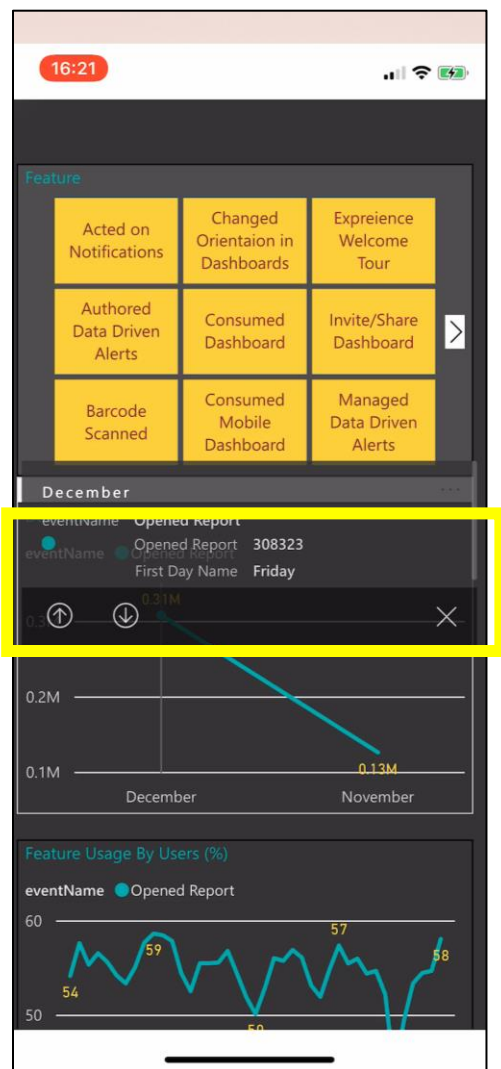 16:21
Feature
Acted on
Notifications
Changed
Orientaion in
Dashboards
Expreience
Welcome
Tour
Authored
Data Driven
Alerts
Consumed
Dashboard
Invite/Share
Dashboard
Barcode
Scanned
Consumed
Mobile
Dashboard
Managed
Data Driven
Alerts
December
eventName Opened Report
Opened Report 308323
eventName Opened Report
First Day Name Friday
0.31M
0.2M
0.13M
0.1M
December November
Feature Usage By Users (%)
eventName Opened Report
60
57
59
58
54
50